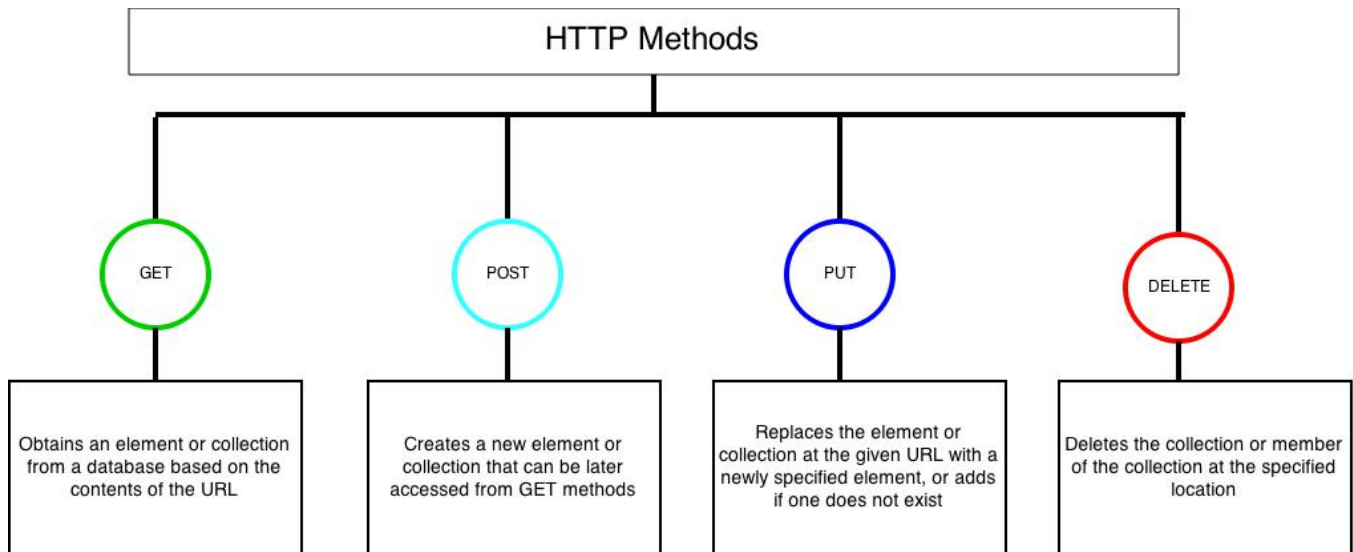 HTTP Methods
GET
POST
PUT
DELETE
Obtains an element or collection
from a database based on the
contents of the URL
Creates a new element or
collection that can be later
accessed from GET methods
Replaces the element or
collection at the given URL with a
newly specified element, or adds
if one does not exist
Deletes the collection or member
of the collection at the specified
location